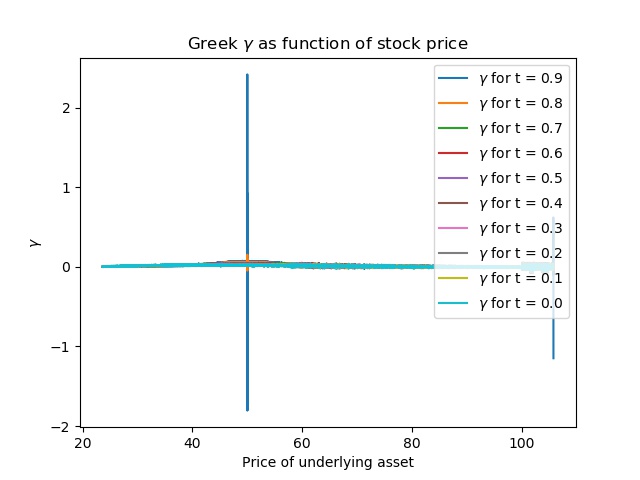 Greek γ as function of stock price
γ
2
1
0
−1
−2
20
40
60
80
100
Price of underlying asset
γ for t = 0.9
γ for t = 0.8
γ for t = 0.7
γ for t = 0.6
γ for t = 0.5
γ for t = 0.4
γ for t = 0.3
γ for t = 0.2
γ for t = 0.1
γ for t = 0.0